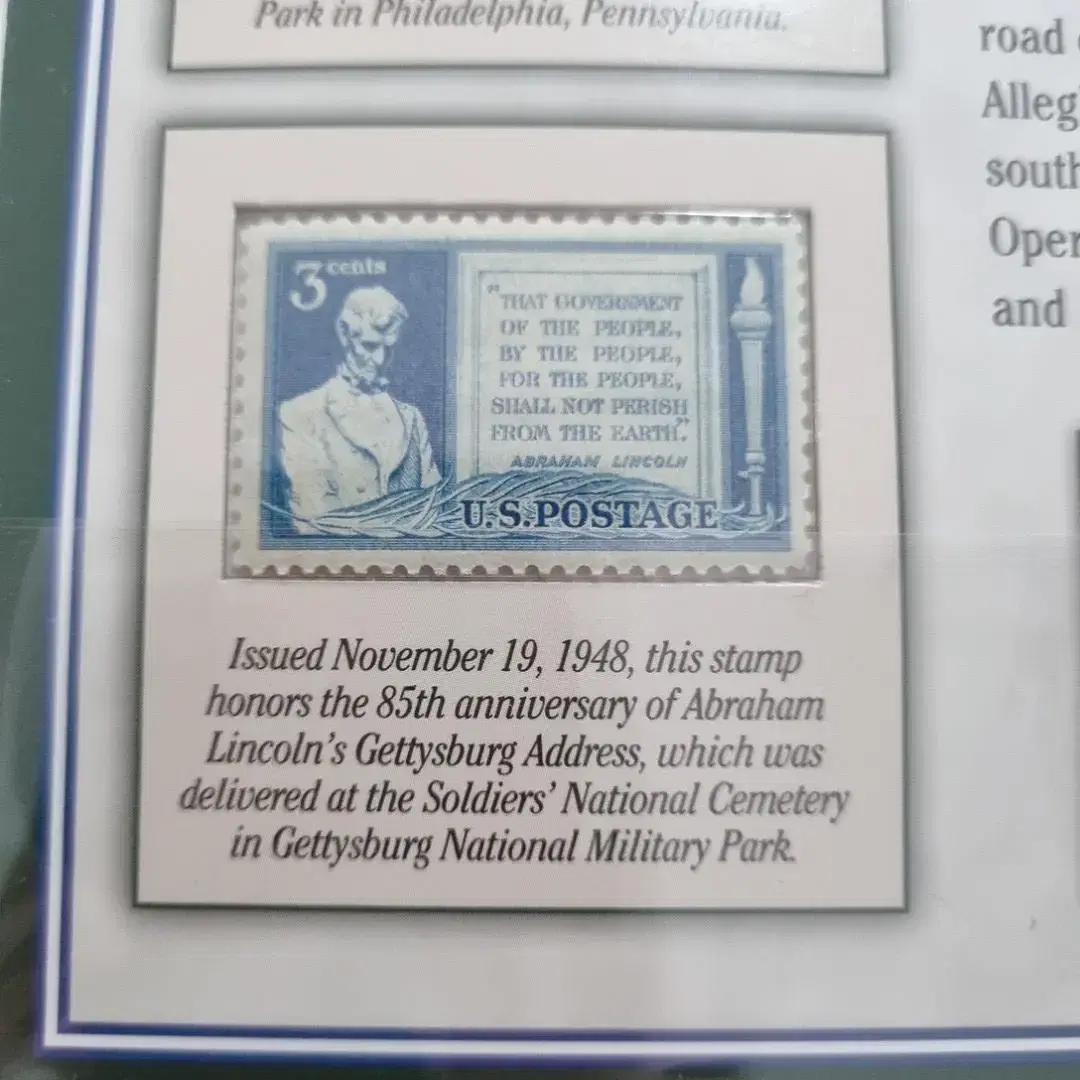 Park in Philadelphia, Pennsylvania.
3 cents
"THAT GOVERNMENT
OF THE PEOPLE,
BY THE PEOPLE,
FOR THE PEOPLE,
SHALL NOT PERISH
FROM THE EARTH."
ABRAHAM LINCOLN
U.S.POSTAGE
Issued November 19, 1948, this stamp
honors the 85th anniversary of Abraham
Lincoln's Gettysburg Address, which was
delivered at the Soldiers' National Cemetery
in Gettysburg National Military Park.
road
Alleg
south
Oper
and